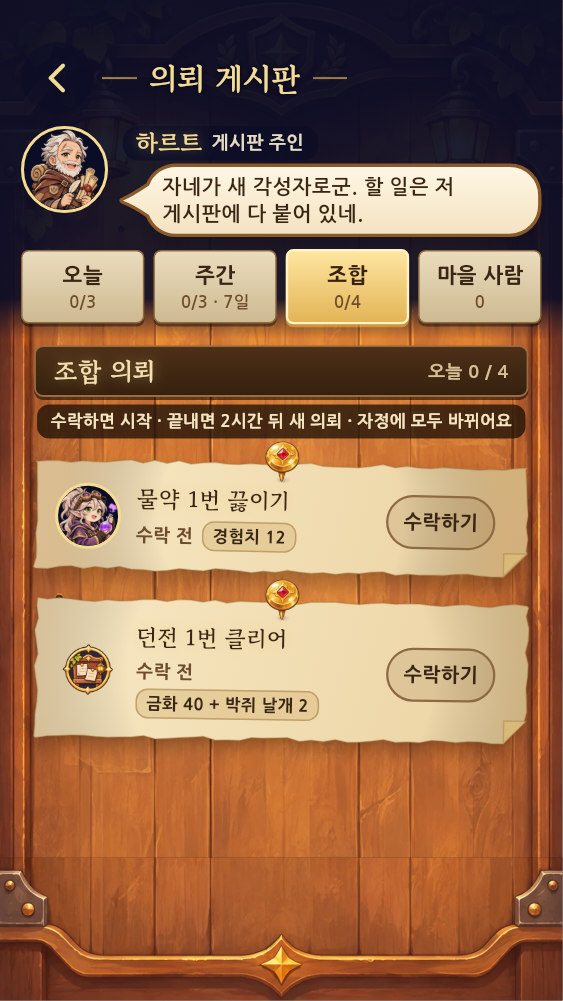 의뢰 게시판
하르트 게시판 주인
자네가 새 각성자로군. 할 일은 저
게시판에 다 붙어 있네.
오늘 주간 조합 마을 사람
0/3 0/3 · 7일 0/4 0
조합 의뢰 오늘 0 / 4
수락하면 시작 · 끝내면 2시간 뒤 새 의뢰 · 자정에 모두 바뀌어요
물약 1번 끓이기
수락 전 경험치 12 수락하기
던전 1번 클리어
수락 전 수락하기
금화 40 + 박쥐 날개 2